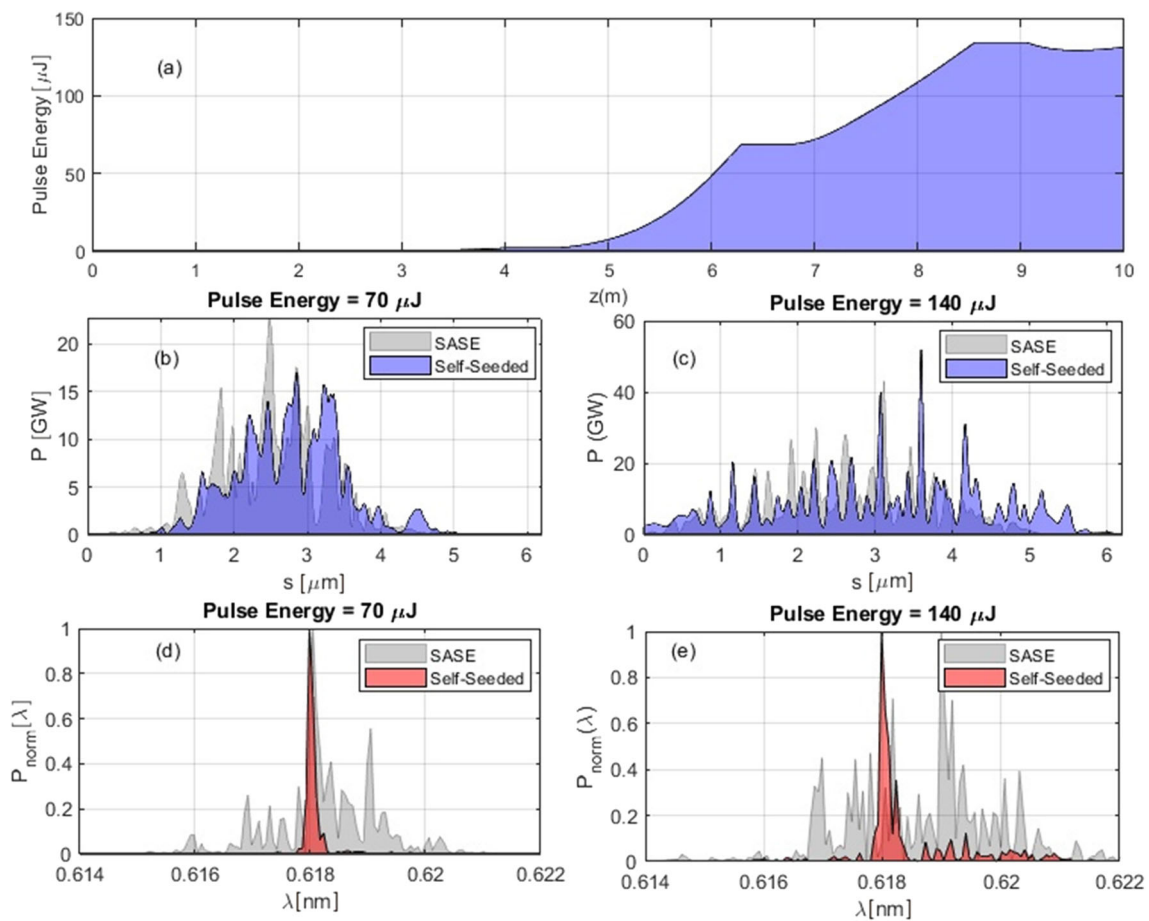 150
100
50
0
Pulse Energy [μJ]
(a)
0 1 2 3 4 5 6 7 8 9 10
z(m)
Pulse Energy = 70 μJ
20
15
10
5
0
P [GW]
(b)
SASE
Self-Seeded
0 1 2 3 4 5 6
s [μm]
Pulse Energy = 140 μJ
60
40
20
0
P (GW)
(c)
SASE
Self-Seeded
0 1 2 3 4 5 6
s [μm]
Pulse Energy = 70 μJ
1
0.8
0.6
0.4
0.2
0
Pnorm[λ]
(d)
SASE
Self-Seeded
0.614 0.616 0.618 0.62 0.622
λ[nm]
Pulse Energy = 140 μJ
1
0.8
0.6
0.4
0.2
0
Pnorm(λ)
(e)
SASE
Self-Seeded
0.614 0.616 0.618 0.62 0.622
λ[nm]